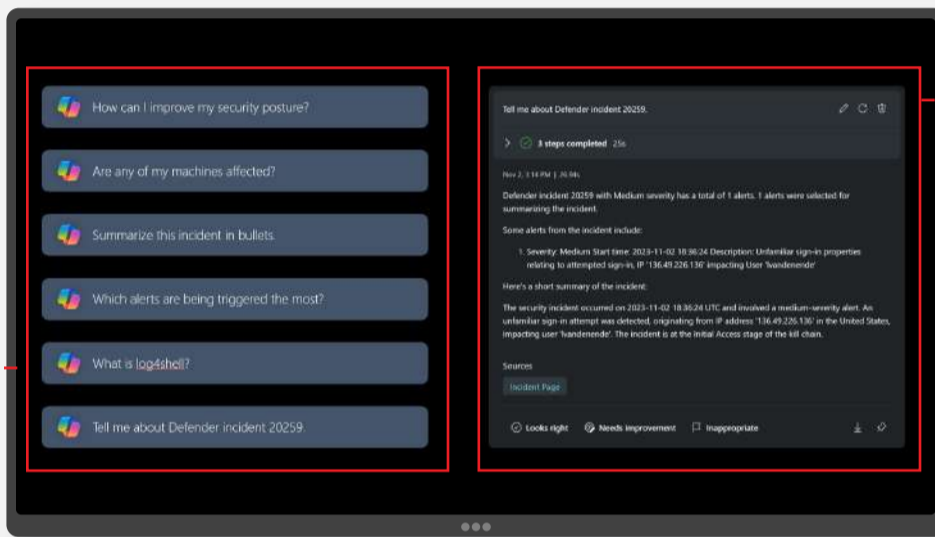 How can I improve my security posture?
Are any of my machines affected?
Summarize this incident in bullets.
Which alerts are being triggered the most?
What is log4shell?
Tell me about Defender incident 20259.
Tell me about Defender incident 20259.
3 steps completed 25s
Nov 2, 3:14 PM |
Defender incident 20259 with Medium severity has a total of 1 alerts. 1 alerts were selected for
summarizing the incident.
Some alerts from the incident include:
1. Severity: Medium Start time: 2023-11-02 18:36:24 Description: Unfamiliar sign-in properties
relating to attempted sign-in, IP '136.49.226.136' impacting User 'lvandenende'
Here's a short summary of the incident:
The security incident occurred on 2023-11-02 18:36:24 UTC and involved a medium-severity alert. An
unfamiliar sign-in attempt was detected, originating from IP address '136.49.226.136' in the United States,
impacting user 'lvandenende'. The incident is at the Initial Access stage of the kill chain.
Sources
Incident Page
Looks right Needs improvement Inappropriate